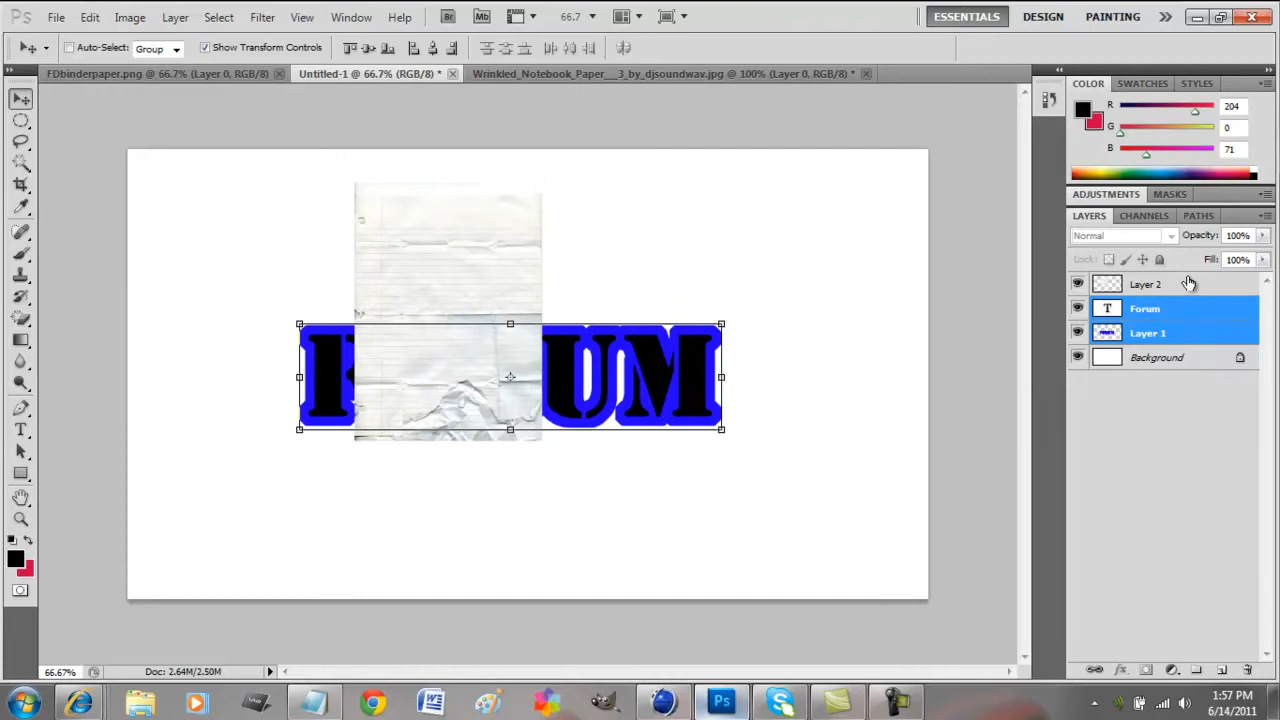 Ps File Edit Image Layer Select Filter View Window Help Br Mb 66.7 ESSENTIALS DESIGN PAINTING
Auto-Select: Group Show Transform Controls
FDbinderpaper.png @ 66.7% (Layer 0, RGB/8) Untitled-1 @ 66.7% (RGB/8) * Wrinkled_Notebook_Paper___3_by_djsoundwav.jpg @ 100% (Layer 0, RGB/8) *
COLOR SWATCHES STYLES
R 204
G 0
B 71
ADJUSTMENTS MASKS
LAYERS CHANNELS PATHS
Normal Opacity: 100%
Lock: Fill: 100%
Layer 2
T Forum
Layer 1
Background
UM
66.67% Doc: 2.64M/2.50M
Ps
1:57 PM
6/14/2011